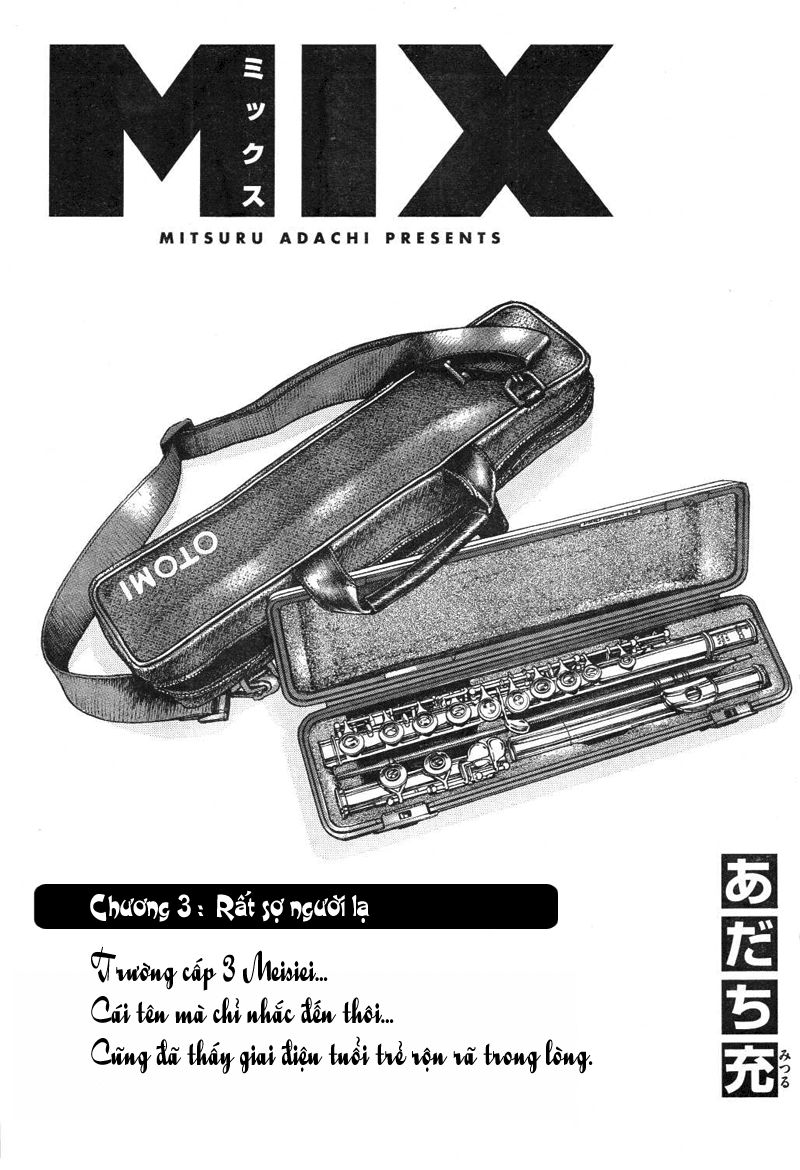 MIX
ミックス
MITSURU ADACHI PRESENTS
OTOMI
Chương 3 : Rất sợ người lạ
Trường cấp 3 Meisiei...
Cái tên mà chỉ nhắc đến thôi...
Cũng đã thấy giai điệu tuổi trẻ rộn rã trong lòng.
あだち充
みつる